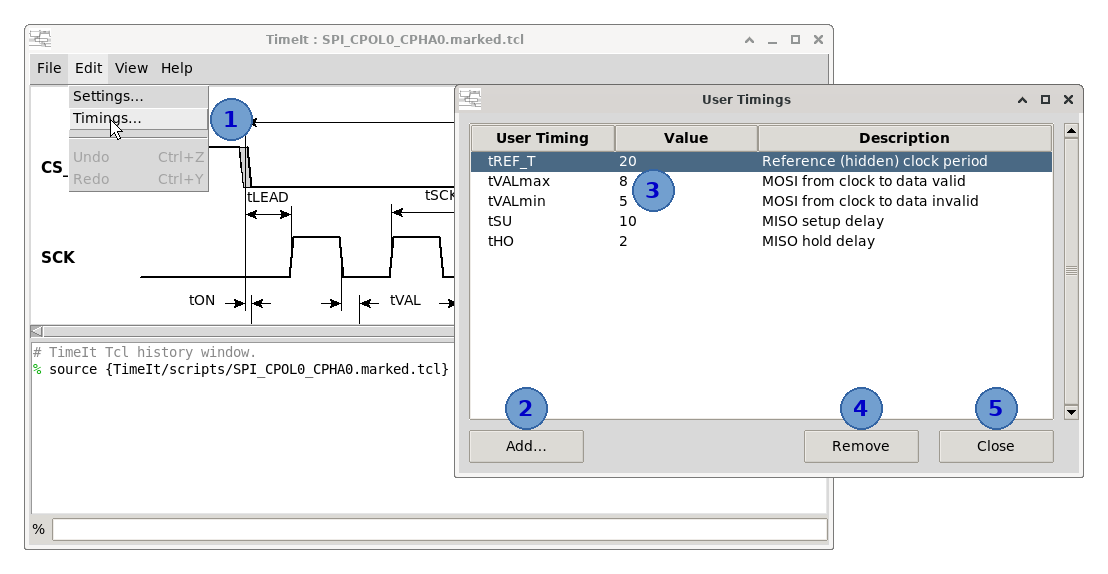 TimeIt : SPI_CPOL0_CPHA0.marked.tcl
File Edit View Help
Settings...
Timings...
Undo Ctrl+Z
Redo Ctrl+Y
1
CS_
tLEAD
tSCK
SCK
tON
tVAL
# TimeIt Tcl history window.
% source {TimeIt/scripts/SPI_CPOL0_CPHA0.marked.tcl}
%
User Timings
User Timing Value Description
tREF_T 20 Reference (hidden) clock period
tVALmax 8 MOSI from clock to data valid
3
tVALmin 5 MOSI from clock to data invalid
tSU 10 MISO setup delay
tHO 2 MISO hold delay
2 4 5
Add... Remove Close